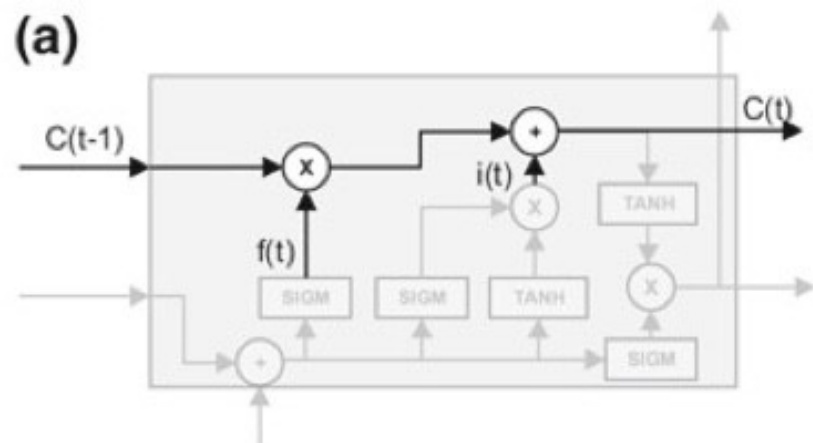 (a)
C(t)
C(t-1)
+
X
i(t)
X
TANH
f(t)
SIGM
SIGM
TANH
X
+
SIGM